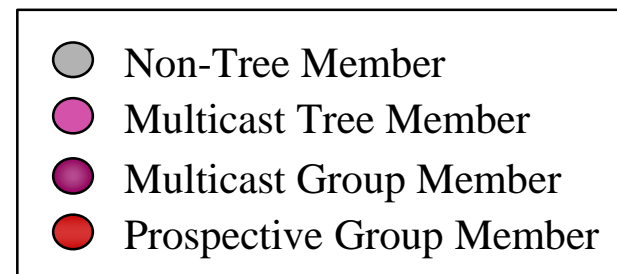 Non-Tree Member
Multicast Tree Member
Multicast Group Member
Prospective Group Member